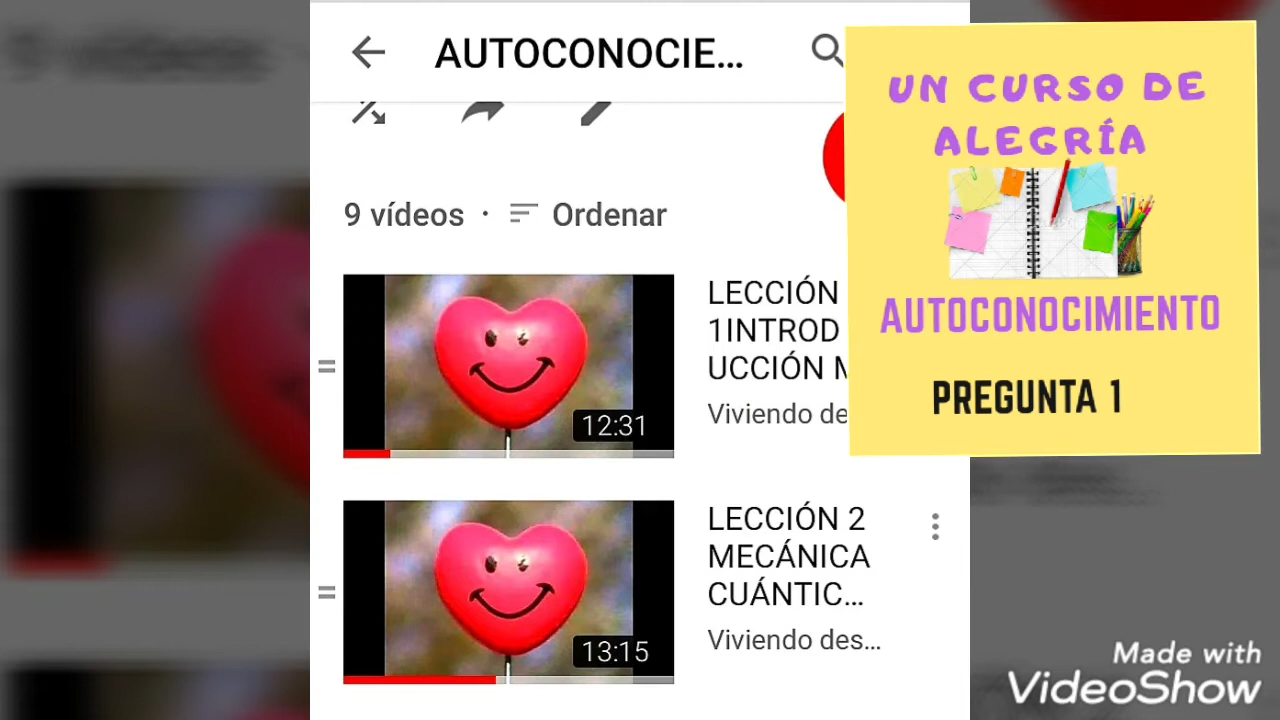 AUTOCONOCIE...
9 vídeos · Ordenar
LECCIÓN
1INTROD
UCCIÓN
Viviendo de
12:31
LECCIÓN 2
MECÁNICA
CUÁNTIC...
Viviendo des...
13:15
UN CURSO DE
ALEGRÍA
AUTOCONOCIMIENTO
PREGUNTA 1
Made with
VideoShow